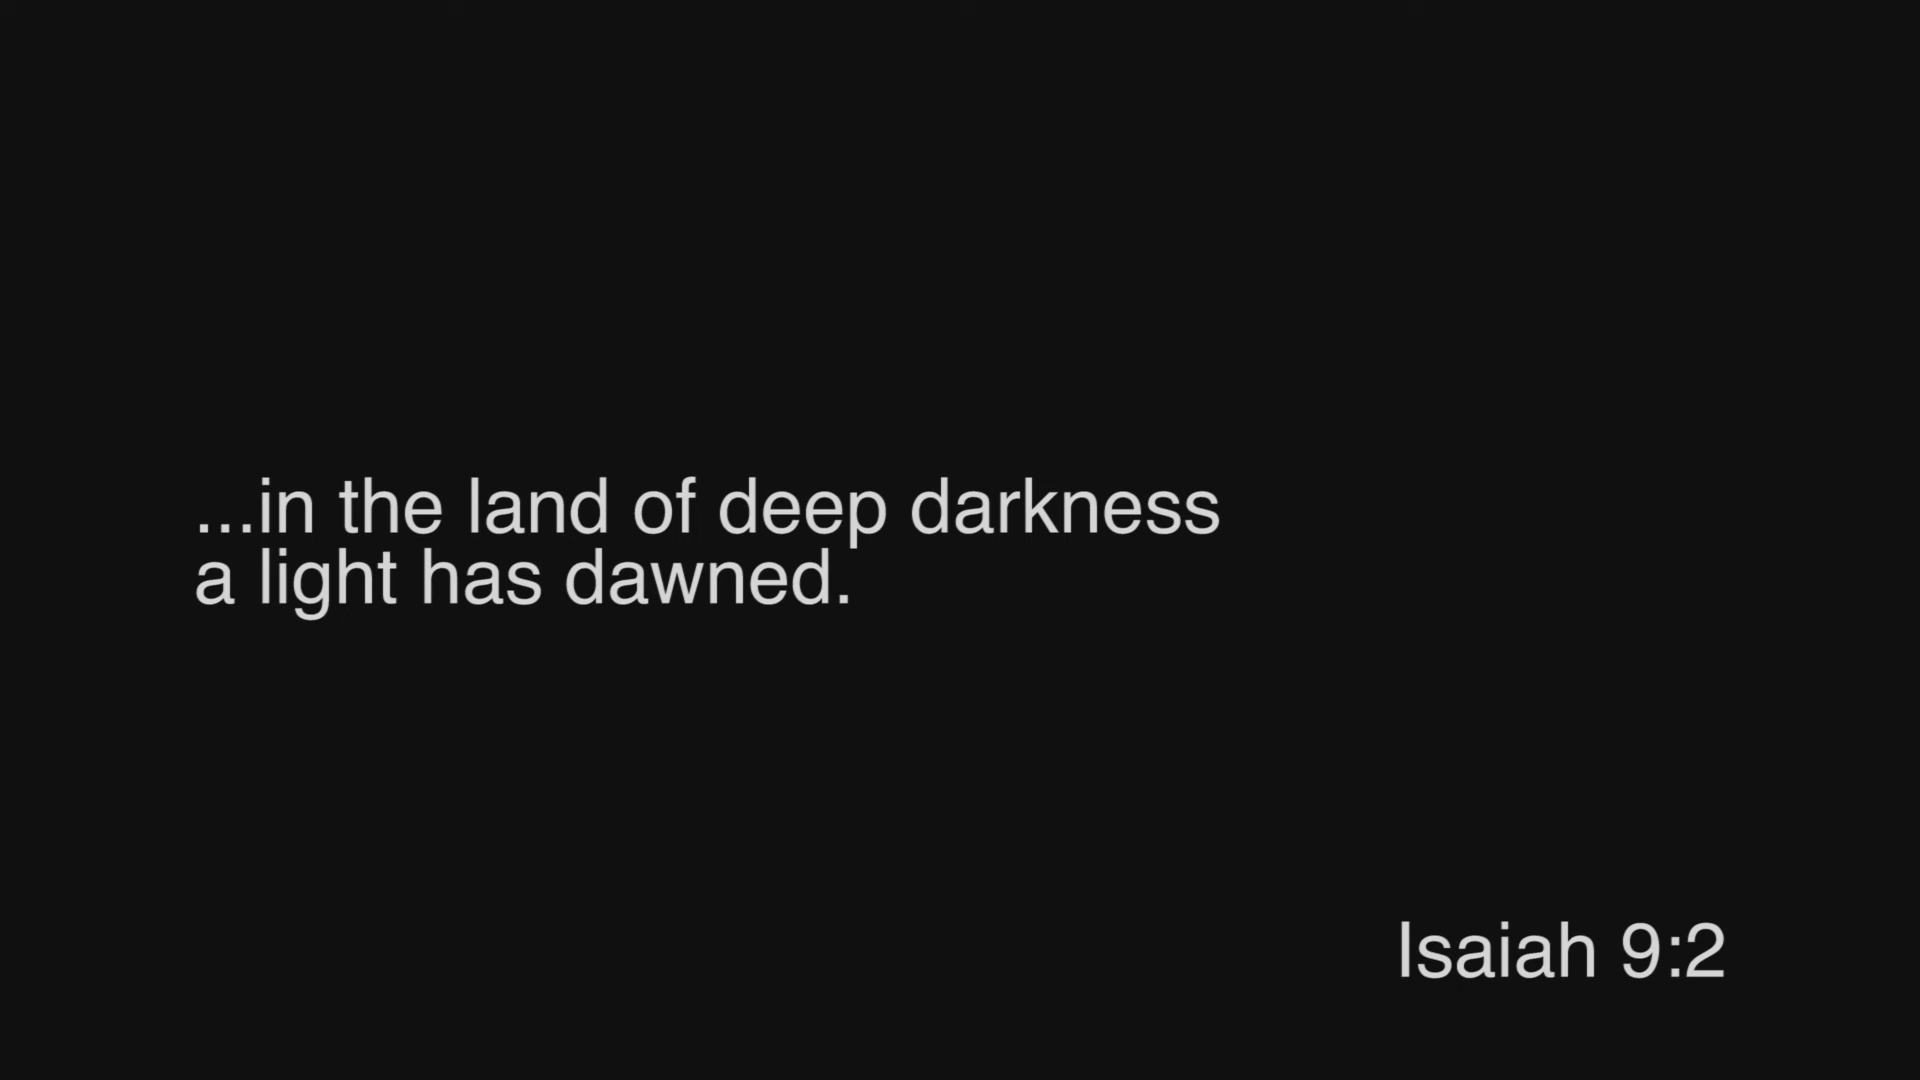 ...in the land of deep darkness
a light has dawned.
Isaiah 9:2